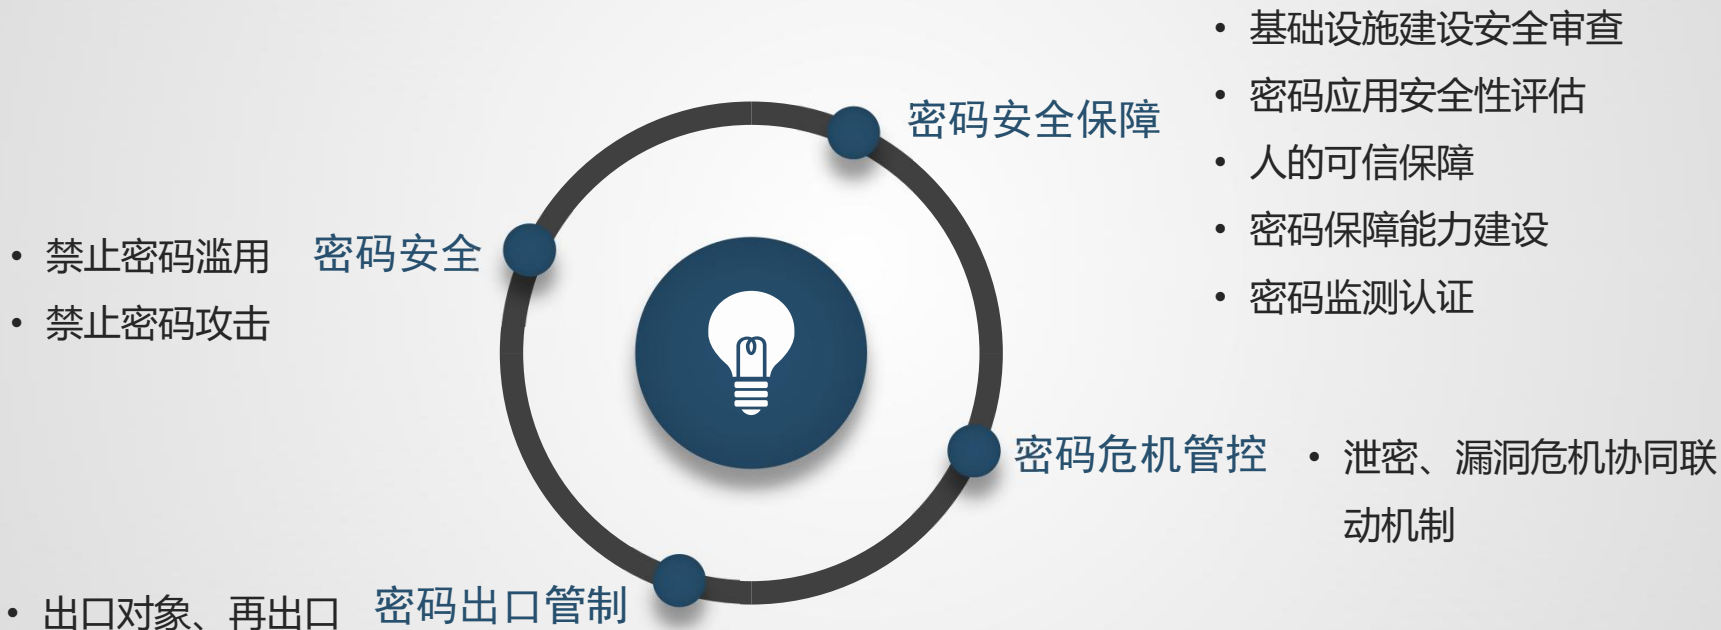 密码安全保障
• 基础设施建设安全审查
• 密码应用安全性评估
• 人的可信保障
• 密码保障能力建设
• 密码监测认证
密码安全
• 禁止密码滥用
• 禁止密码攻击
密码危机管控
• 泄密、漏洞危机协同联
动机制
密码出口管制
• 出口对象、再出口